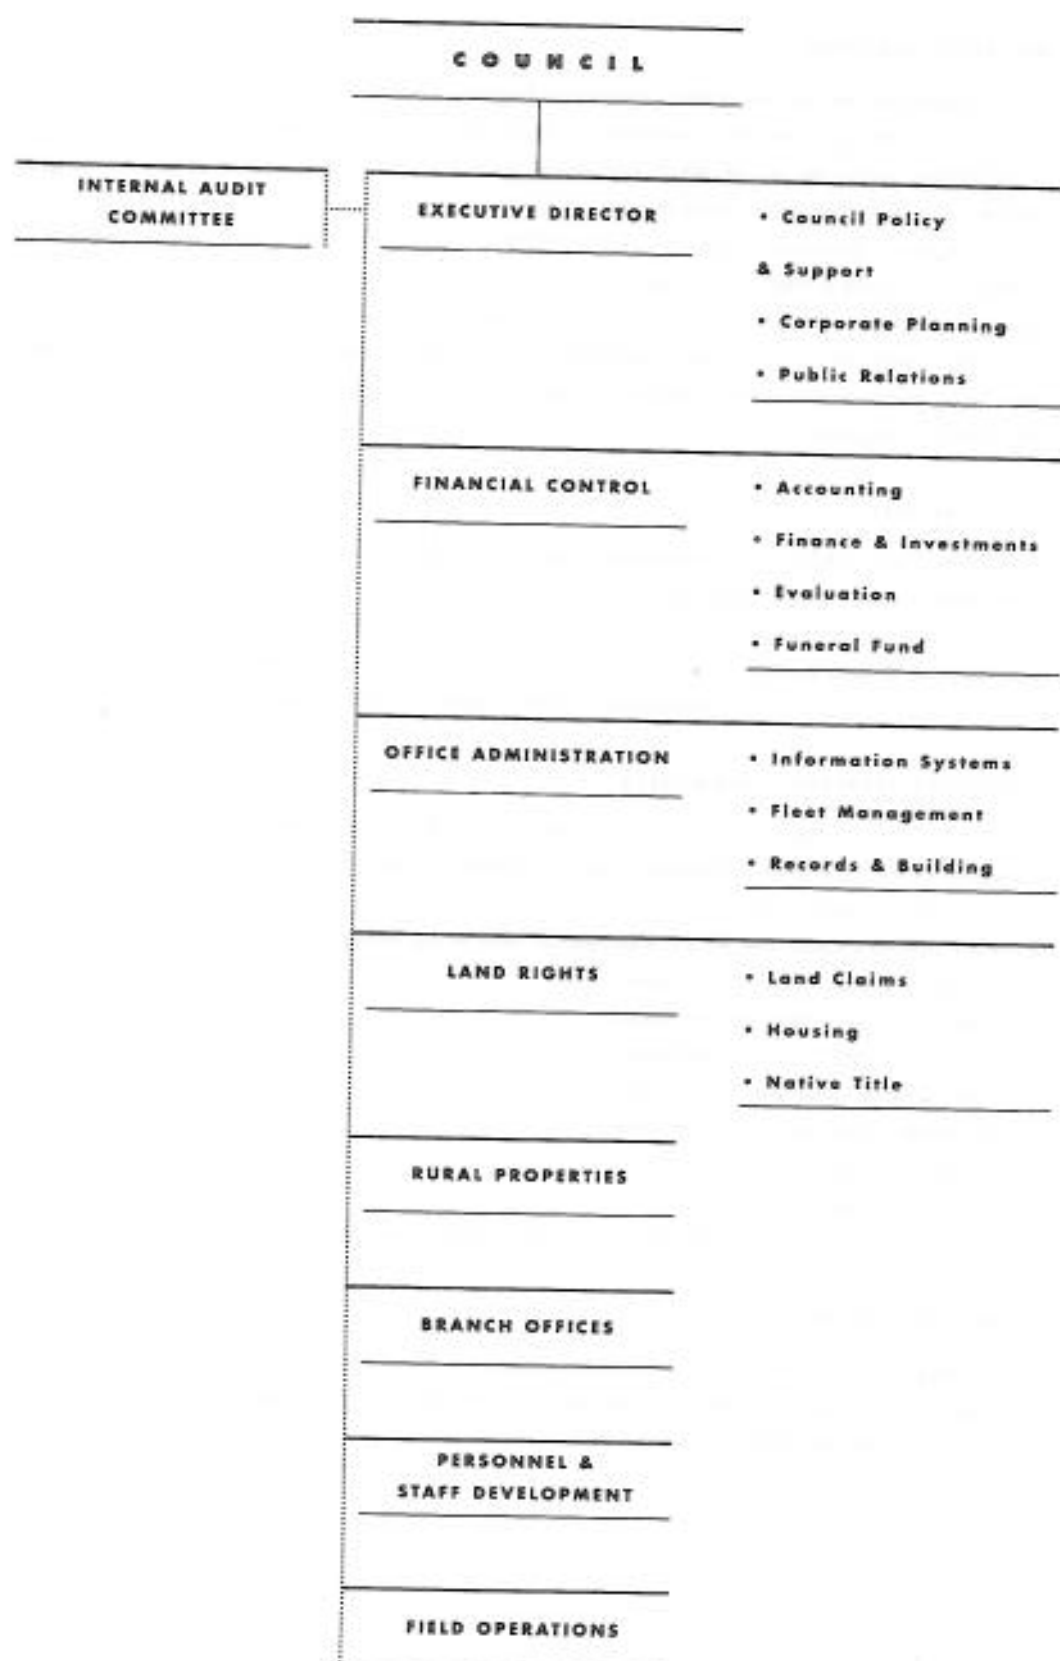 COUNCIL
INTERNAL AUDIT
COMMITTEE
EXECUTIVE DIRECTOR
• Council Policy
& Support
• Corporate Planning
• Public Relations
FINANCIAL CONTROL
• Accounting
• Finance & Investments
• Evaluation
• Funeral Fund
OFFICE ADMINISTRATION
• Information Systems
• Fleet Management
• Records & Building
LAND RIGHTS
• Land Claims
• Housing
• Native Title
RURAL PROPERTIES
BRANCH OFFICES
PERSONNEL &
STAFF DEVELOPMENT
FIELD OPERATIONS